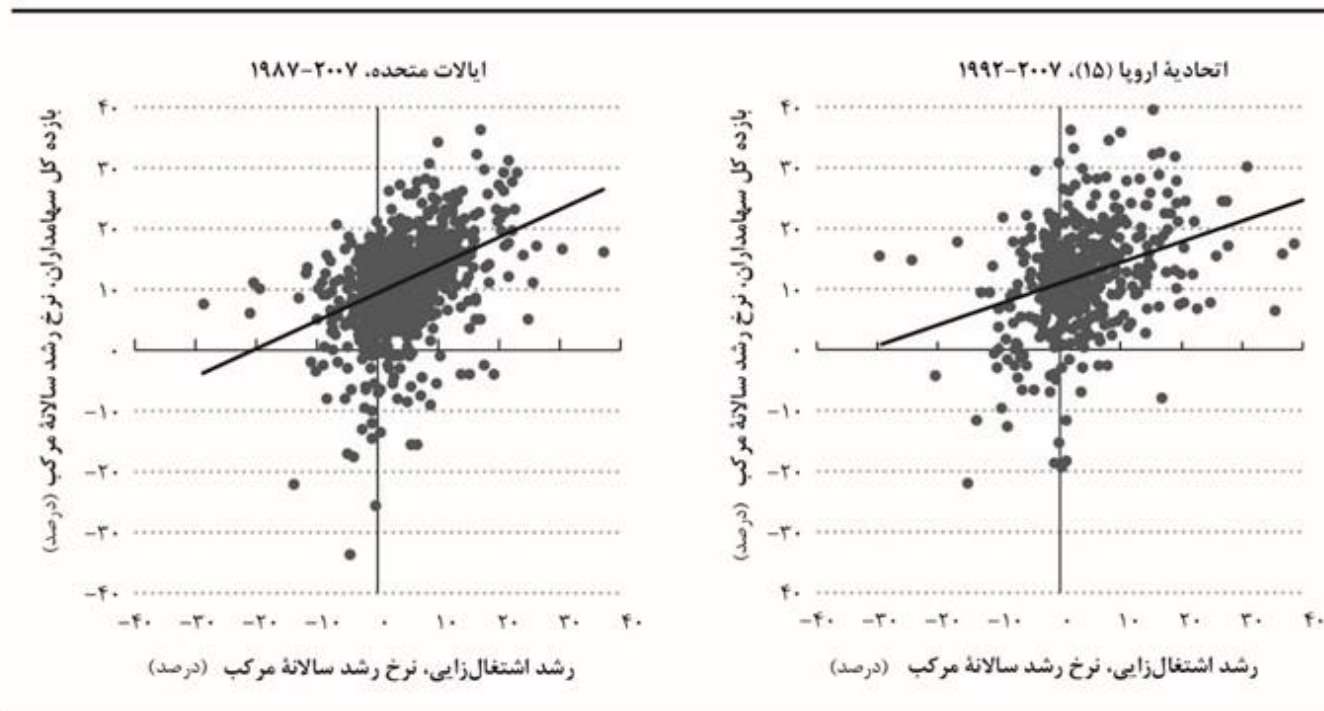 ایالات متحده، ۲۰۰۷-۱۹۸۷
بازده کل سهامداران، نرخ رشد سالانهٔ مرکب (درصد)
۴۰
۳۰
۲۰
۱۰
۰
-۱۰
-۲۰
-۳۰
-۴۰
-۴۰ -۳۰ -۲۰ -۱۰ ۰ ۱۰ ۲۰ ۳۰ ۴۰
رشد اشتغال‌زایی، نرخ رشد سالانهٔ مرکب (درصد)
اتحادیهٔ اروپا (۱۵)، ۲۰۰۷-۱۹۹۲
بازده کل سهامداران، نرخ رشد سالانهٔ مرکب (درصد)
۴۰
۳۰
۲۰
۱۰
۰
-۱۰
-۲۰
-۳۰
۴۰
-۴۰ -۳۰ -۲۰ -۱۰ ۰ ۱۰ ۲۰ ۳۰ ۴۰
رشد اشتغال‌زایی، نرخ رشد سالانهٔ مرکب (درصد)